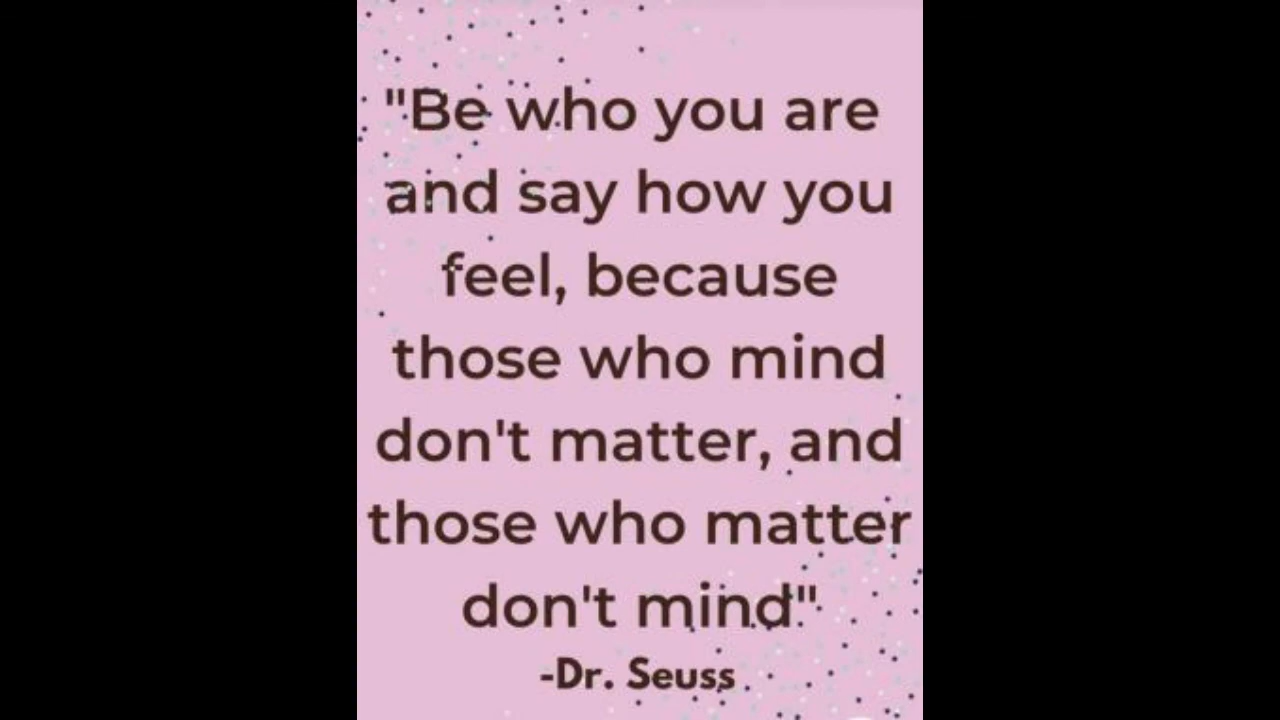 "Be who you are
and say how you
feel, because
those who mind
don't matter, and
those who matter
don't mind"
-Dr. Seuss